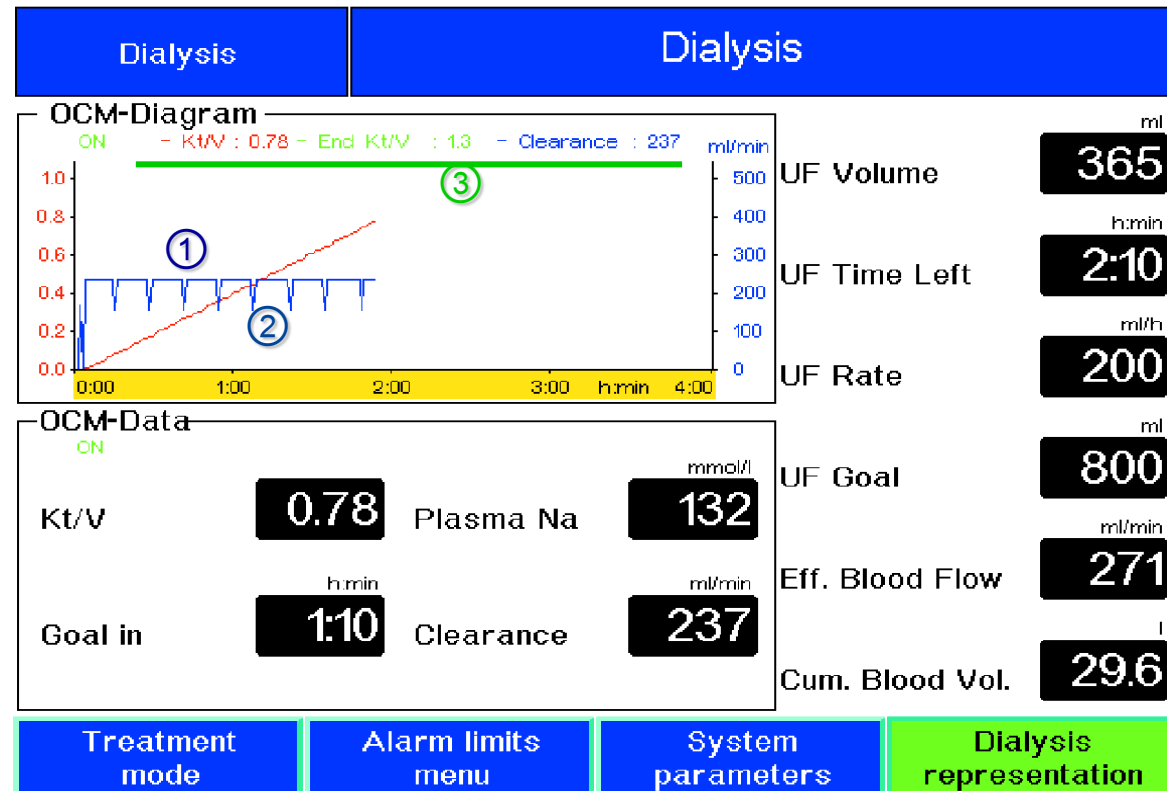 Dialysis
Dialysis
OCM-Diagram
ON - Kt/V : 0.78 - End Kt/V : 1.3 - Clearance : 237 ml/min
1.0
0.8
0.6
0.4
0.2
0.0
500
400
300
200
100
0
1
2
3
0:00 1:00 2:00 3:00 h:min 4:00
OCM-Data
ON
Kt/V 0.78
Plasma Na mmol/l 132
Goal in h:min 1:10
Clearance ml/min 237
UF Volume ml 365
UF Time Left h:min 2:10
UF Rate ml/h 200
UF Goal ml 800
Eff. Blood Flow ml/min 271
Cum. Blood Vol. l 29.6
Treatment
mode
Alarm limits
menu
System
parameters
Dialysis
representation